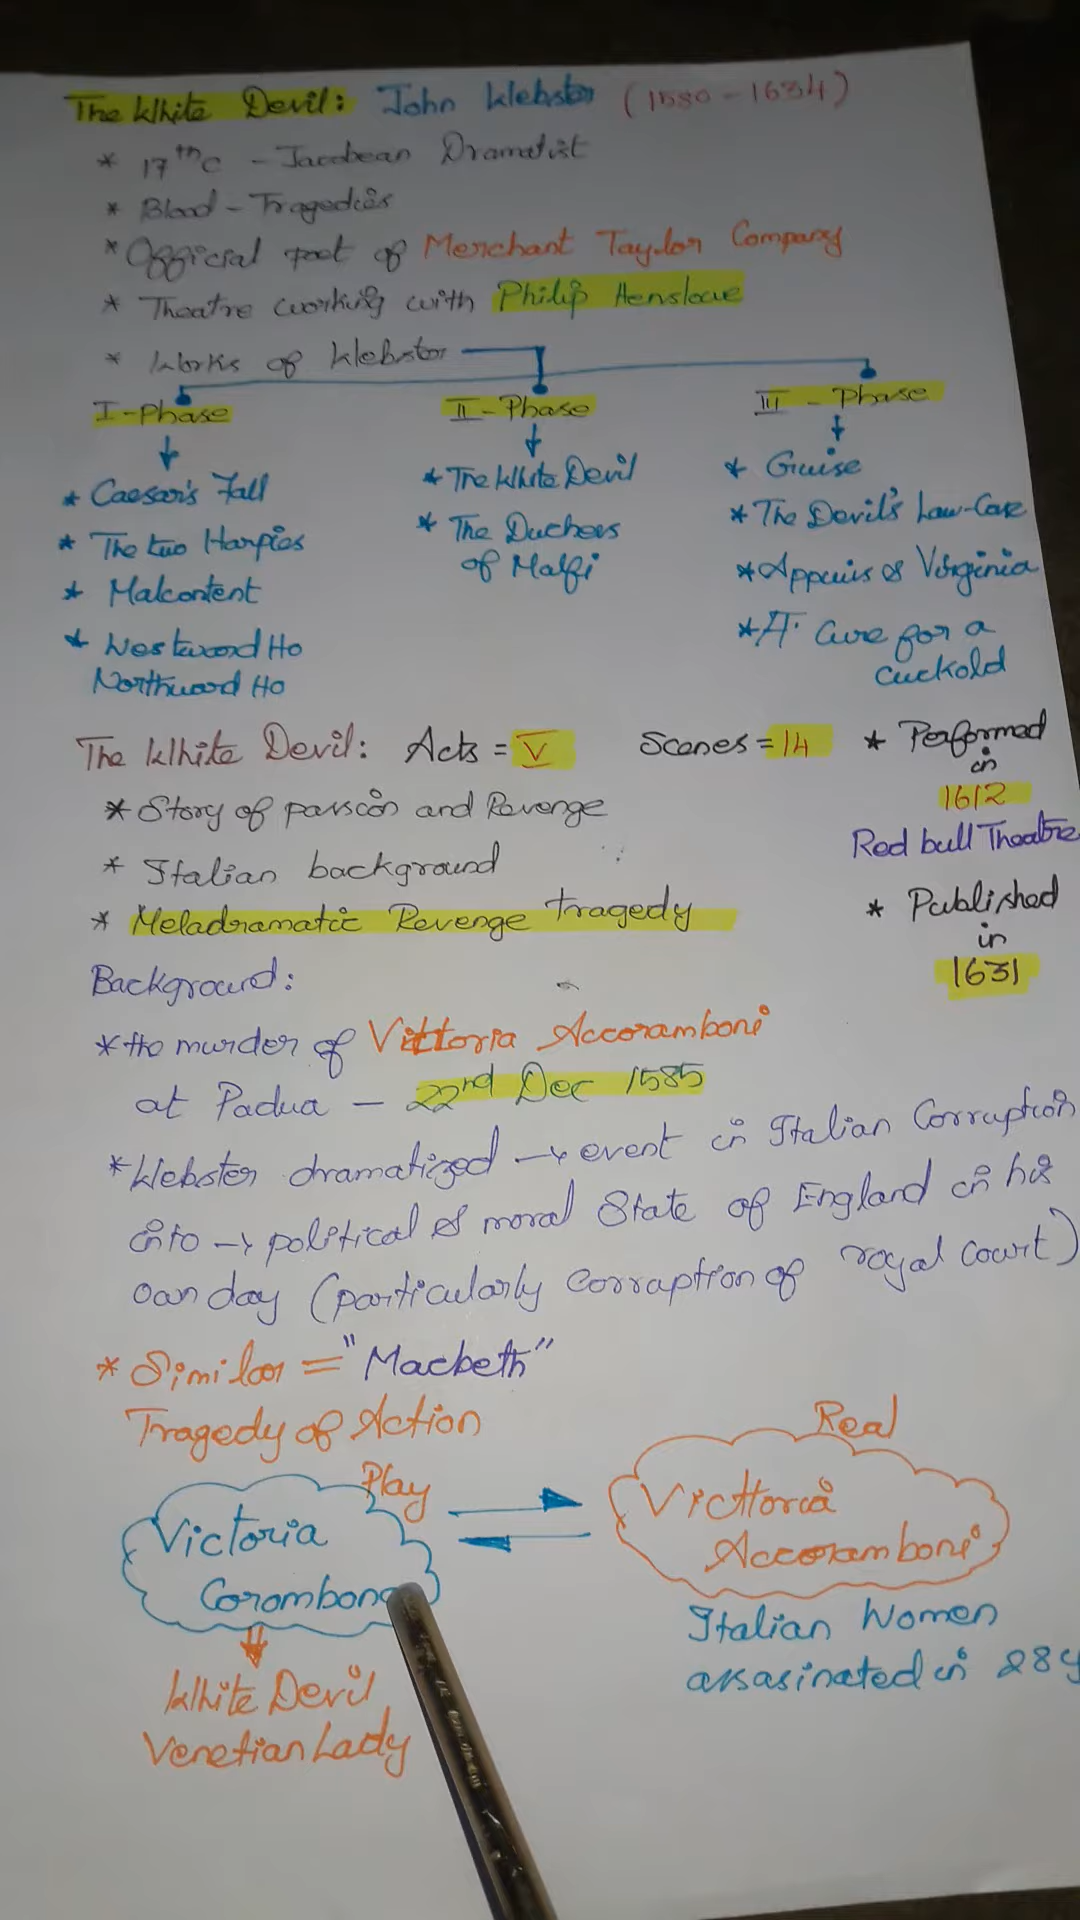 The White Devil: John Webster (1580-1634)
* 17th C - Jacobean Dramatist
* Blood - Tragedies
* Official poet of Merchant Taylor Company
* Theatre working with Philip Henslowe
* Works of Webster
I - Phase II - Phase III - Phase
* Caesar's Fall * The White Devil * Guise
* The two Harpies * The Duchess of Malfi * The Devil's Law-Case
* Malcontent * Appuis & Virginia
* Westward Ho * A Cure for a cuckold
Northward Ho
The White Devil: Acts = V Scenes = 14 * Performed
in
1612
Red bull Theatre
* Story of passion and Revenge
* Italian background
* Meladramatic Revenge tragedy
* Published
in
1631
Background:
* the murder of Vittoria Accoramboni
at Padua - 22nd Dec 1585
* Webster dramatized → event in Italian Corruption
into → political & moral State of England in his
own day (particularly corruption of royal court)
* Similar = "Macbeth"
Tragedy of Action
Play Real
Victoria Victtoria
Corombona Accoramboni
White Devil Italian Women
Venetian Lady assasinated in 28y